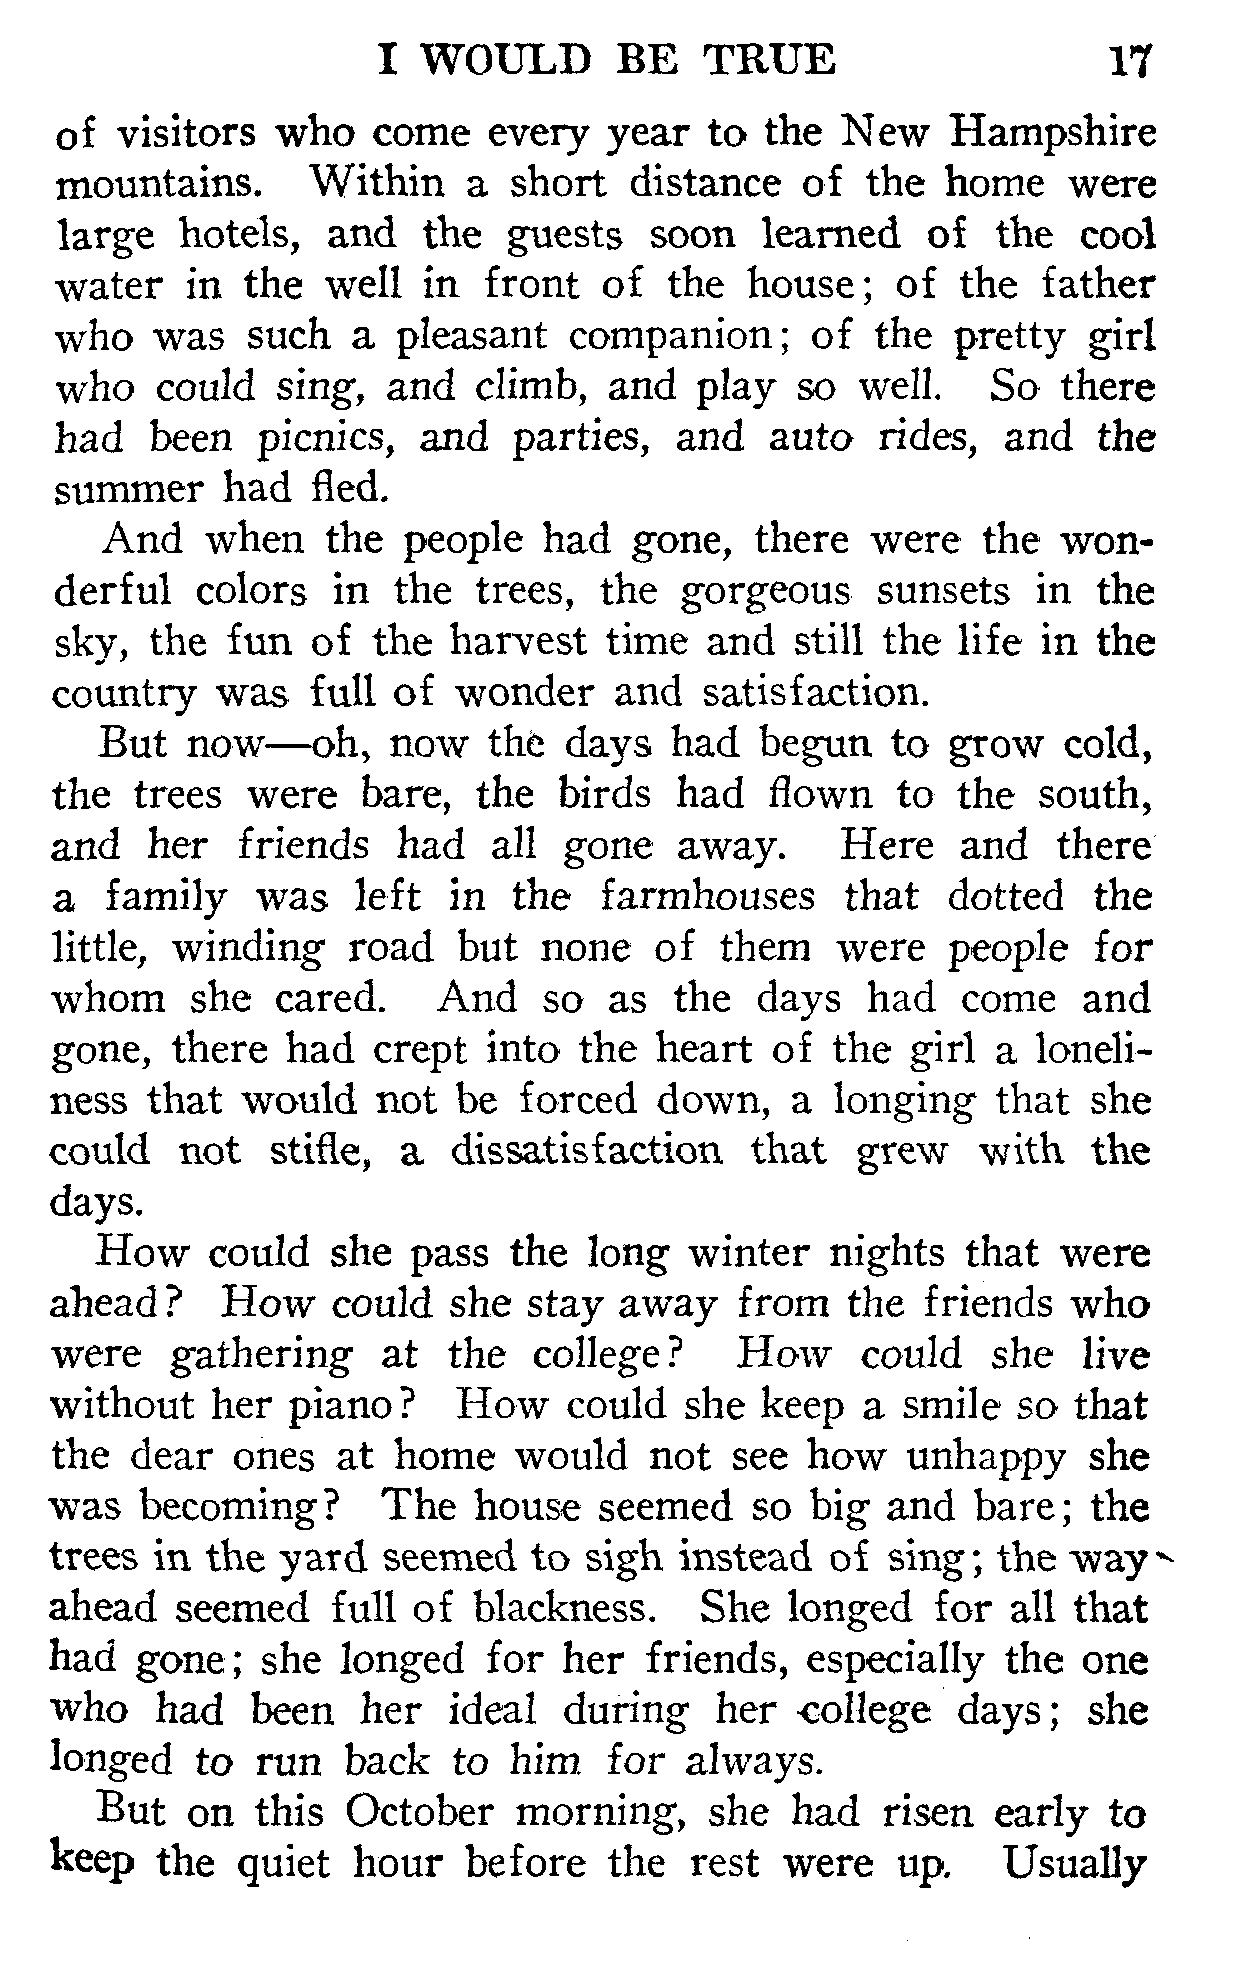 I WOULD BE TRUE 17
of visitors who come every year to the New Hampshire
mountains. Within a short distance of the home were
large hotels, and the guests soon learned of the cool
water in the well in front of the house; of the father
who was such a pleasant companion; of the pretty girl
who could sing, and climb, and play so well. So there
had been picnics, and parties, and auto rides, and the
summer had fled.
And when the people had gone, there were the won-
derful colors in the trees, the gorgeous sunsets in the
sky, the fun of the harvest time and still the life in the
country was full of wonder and satisfaction.
But now—oh, now the days had begun to grow cold,
the trees were bare, the birds had flown to the south,
and her friends had all gone away. Here and there
a family was left in the farmhouses that dotted the
little, winding road but none of them were people for
whom she cared. And so as the days had come and
gone, there had crept into the heart of the girl a loneli-
ness that would not be forced down, a longing that she
could not stifle, a dissatisfaction that grew with the
days.
How could she pass the long winter nights that were
ahead? How could she stay away from the friends who
were gathering at the college? How could she live
without her piano? How could she keep a smile so that
the dear ones at home would not see how unhappy she
was becoming? The house seemed so big and bare; the
trees in the yard seemed to sigh instead of sing; the way
ahead seemed full of blackness. She longed for all that
had gone; she longed for her friends, especially the one
who had been her ideal during her college days; she
longed to run back to him for always.
But on this October morning, she had risen early to
keep the quiet hour before the rest were up. Usually